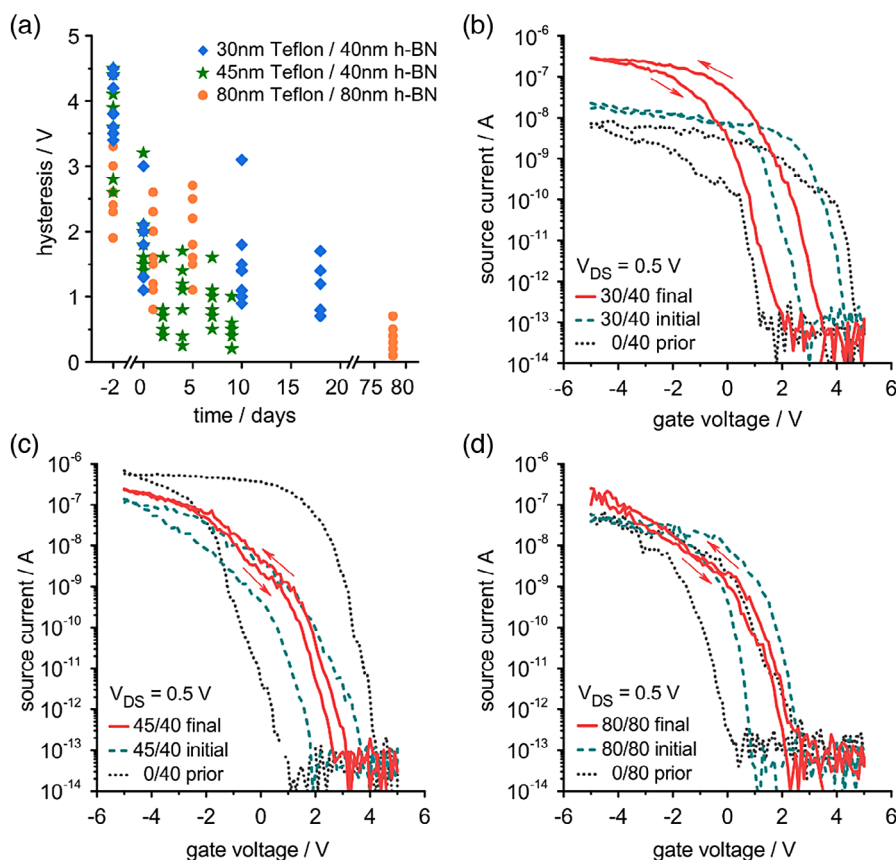 (a)
hysteresis / V
5
4
3
2
1
0
30nm Teflon / 40nm h-BN
45nm Teflon / 40nm h-BN
80nm Teflon / 80nm h-BN
-2 0 5 10 15 20 75 80
time / days
(b)
source current / A
10⁻⁶
10⁻⁷
10⁻⁸
10⁻⁹
10⁻¹⁰
10⁻¹¹
10⁻¹²
10⁻¹³
10⁻¹⁴
V_DS = 0.5 V
30/40 final
30/40 initial
0/40 prior
-6 -4 -2 0 2 4 6
gate voltage / V
(c)
source current / A
10⁻⁶
10⁻⁷
10⁻⁸
10⁻⁹
10⁻¹⁰
10⁻¹¹
10⁻¹²
10⁻¹³
10⁻¹⁴
V_DS = 0.5 V
45/40 final
45/40 initial
0/40 prior
-6 -4 -2 0 2 4 6
gate voltage / V
(d)
source current / A
10⁻⁶
10⁻⁷
10⁻⁸
10⁻⁹
10⁻¹⁰
10⁻¹¹
10⁻¹²
10⁻¹³
10⁻¹⁴
V_DS = 0.5 V
80/80 final
80/80 initial
0/80 prior
-6 -4 -2 0 2 4 6
gate voltage / V